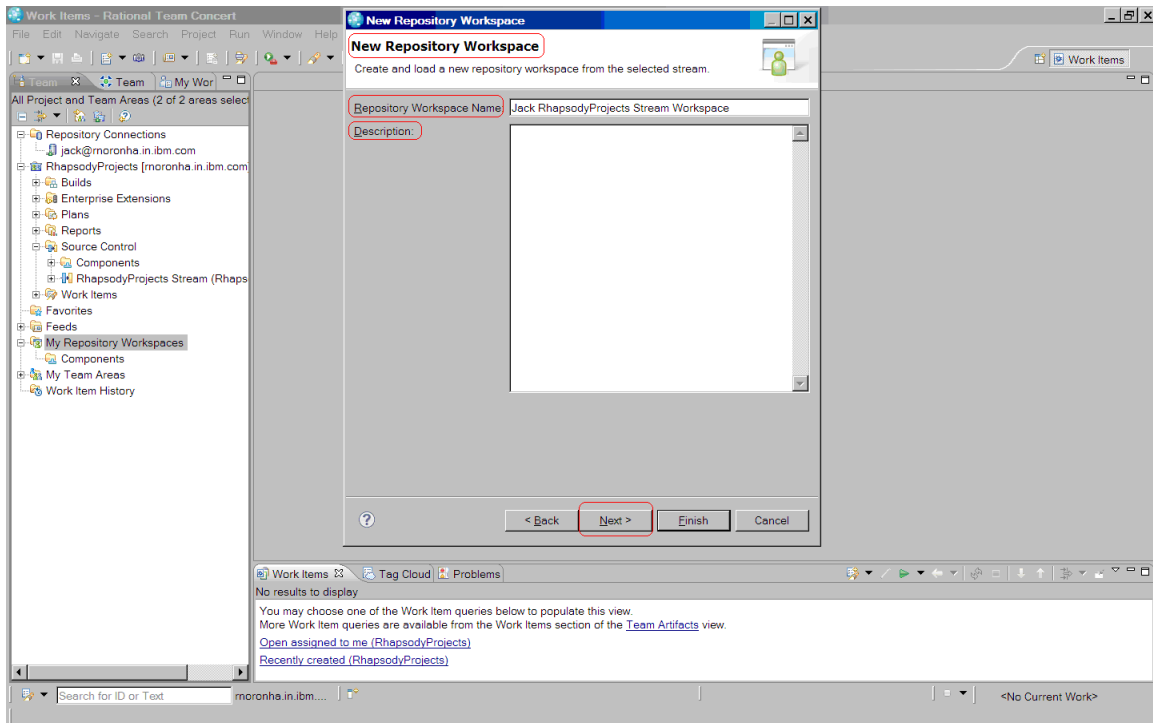 Work Items - Rational Team Concert
File Edit Navigate Search Project Run Window Help
Work Items
Team Team My Wor
All Project and Team Areas (2 of 2 areas select
Repository Connections
jack@rnoronha.in.ibm.com
RhapsodyProjects [rnoronha.in.ibm.com
Builds
Enterprise Extensions
Plans
Reports
Source Control
Components
RhapsodyProjects Stream (Rhaps
Work Items
Favorites
Feeds
My Repository Workspaces
Components
My Team Areas
Work Item History
New Repository Workspace
New Repository Workspace
Create and load a new repository workspace from the selected stream.
Repository Workspace Name: Jack RhapsodyProjects Stream Workspace
Description:
< Back Next > Finish Cancel
Work Items Tag Cloud Problems
No results to display
You may choose one of the Work Item queries below to populate this view.
More Work Item queries are available from the Work Items section of the Team Artifacts view.
Open assigned to me (RhapsodyProjects)
Recently created (RhapsodyProjects)
Search for ID or Text rnoronha.in.ibm.... <No Current Work>